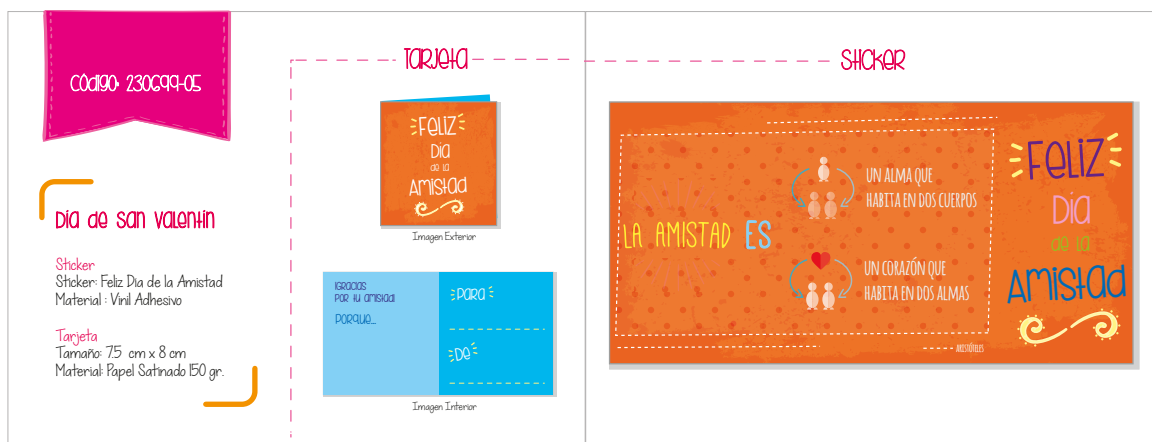 Código: 230699-05
Día de San Valentín
Sticker
Sticker: Feliz Dia de la Amistad
Material : Vinil Adhesivo
Tarjeta
Tamaño: 7.5 cm x 8 cm
Material: Papel Satinado 150 gr.
Tarjeta
FELIZ
Día
de la
Amistad
Imagen Exterior
!Gracias
por tu amistad!
Porque...
Para
De
Imagen Interior
Sticker
LA AMISTAD ES
UN ALMA QUE
HABITA EN DOS CUERPOS
UN CORAZÓN QUE
HABITA EN DOS ALMAS
ARISTÓTELES
FELIZ
Día
de la
Amistad